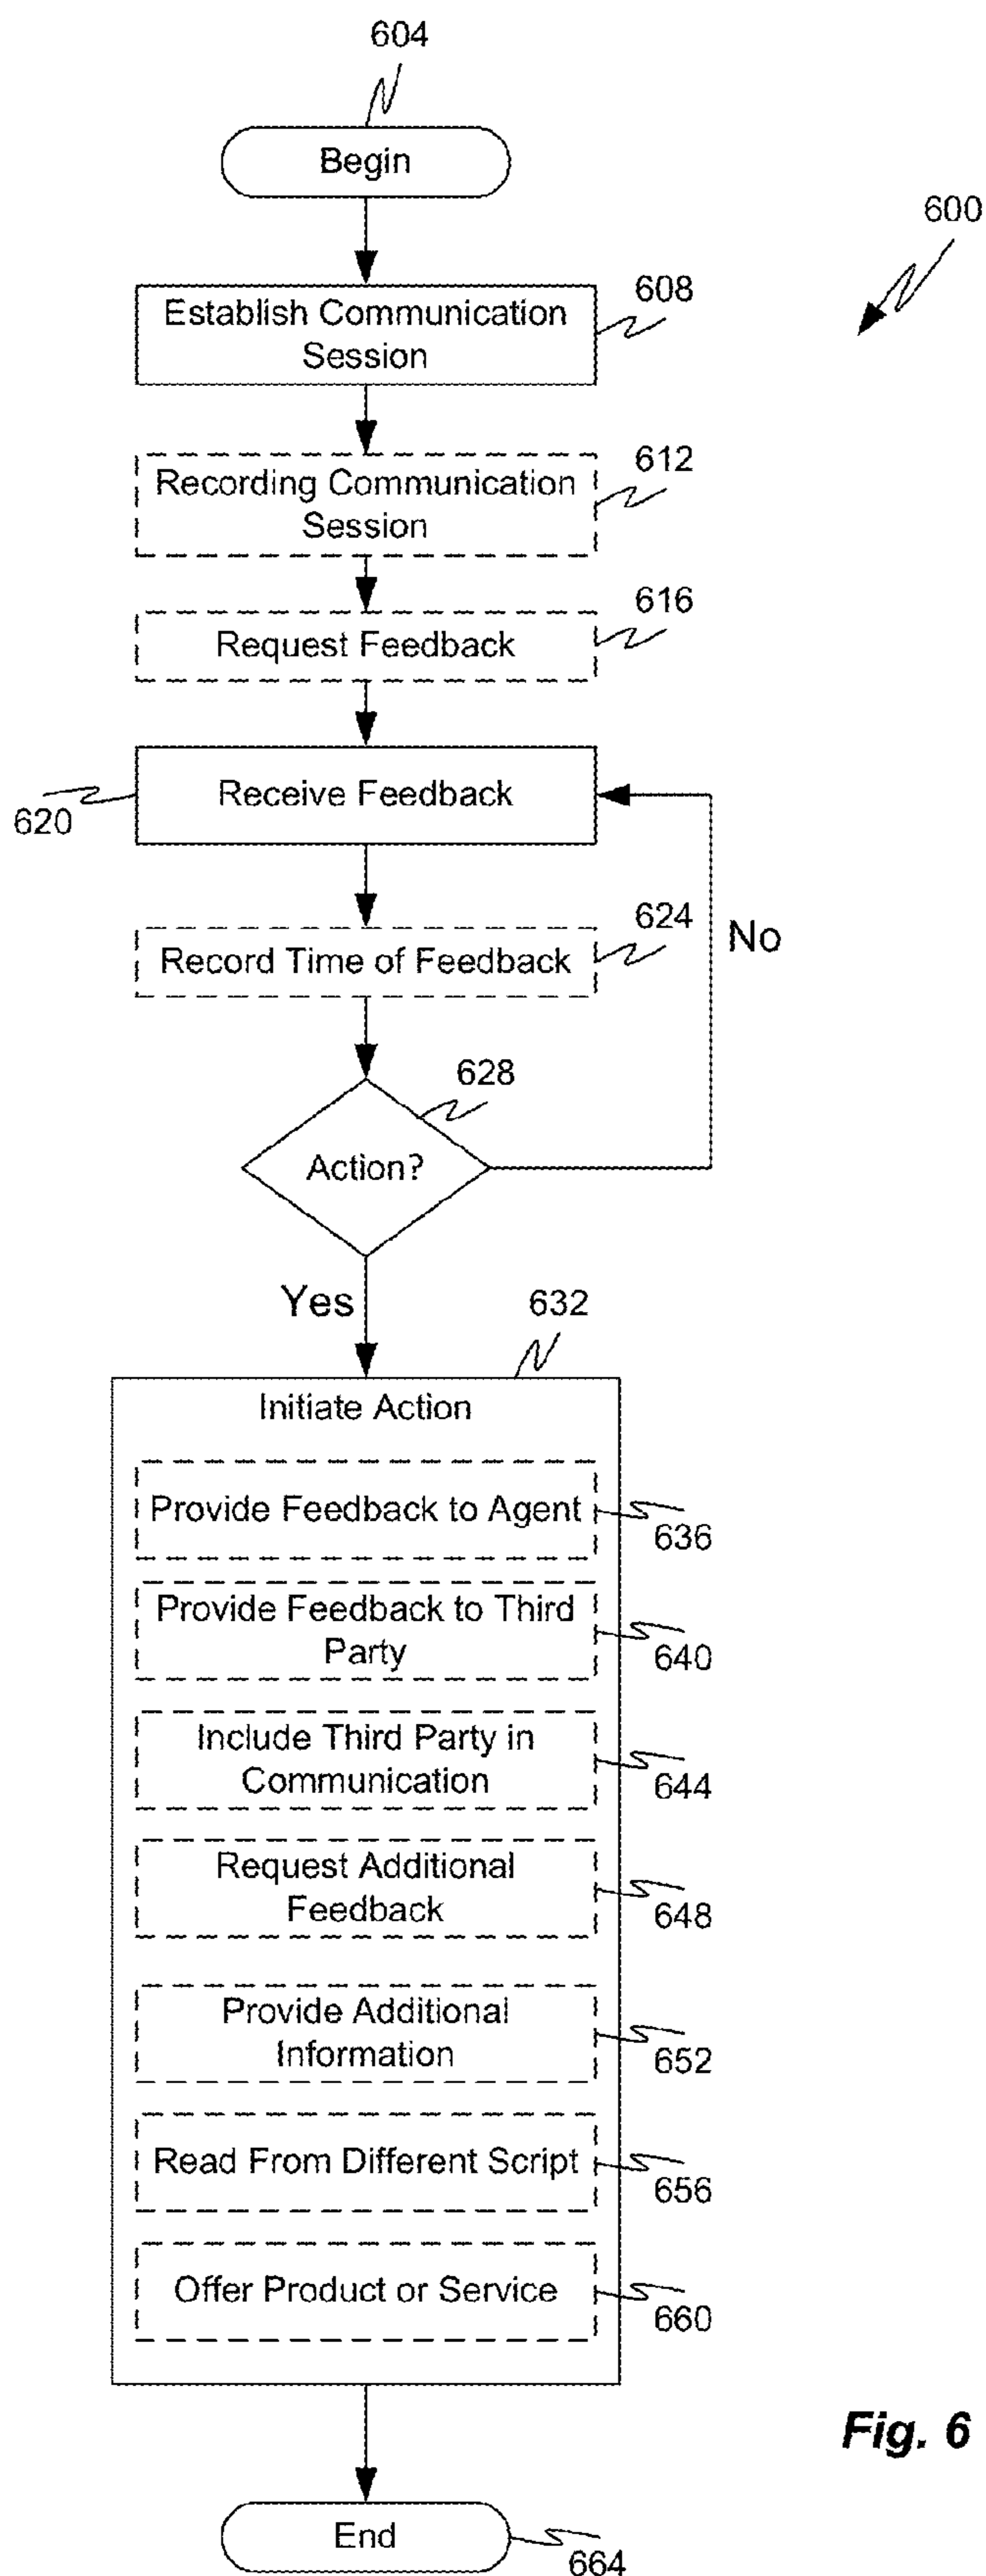 604
Begin
600
608
Establish Communication
Session
612
Recording Communication
Session
616
Request Feedback
Receive Feedback
620
624
Record Time of Feedback
No
628
Action?
Yes
632
Initiate Action
Provide Feedback to Agent
636
Provide Feedback to Third
Party
640
Include Third Party in
Communication
644
Request Additional
Feedback
648
Provide Additional
Information
652
Read From Different Script
656
Offer Product or Service
660
Fig. 6
End
664